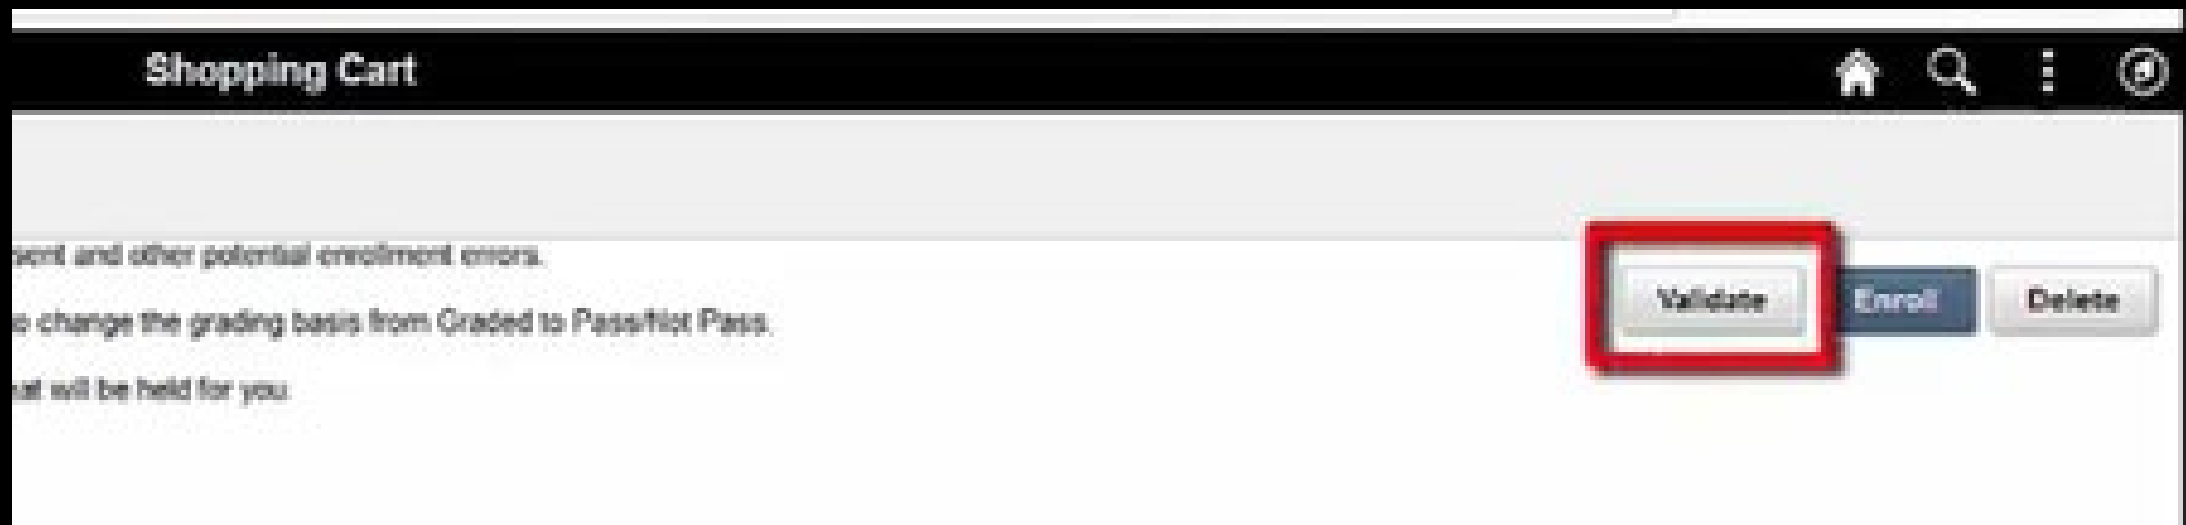 Shopping Cart
sent and other potential enrollment errors.
Validate Enroll Delete
o change the grading basis from Graded to Pass/Not Pass.
at will be held for you